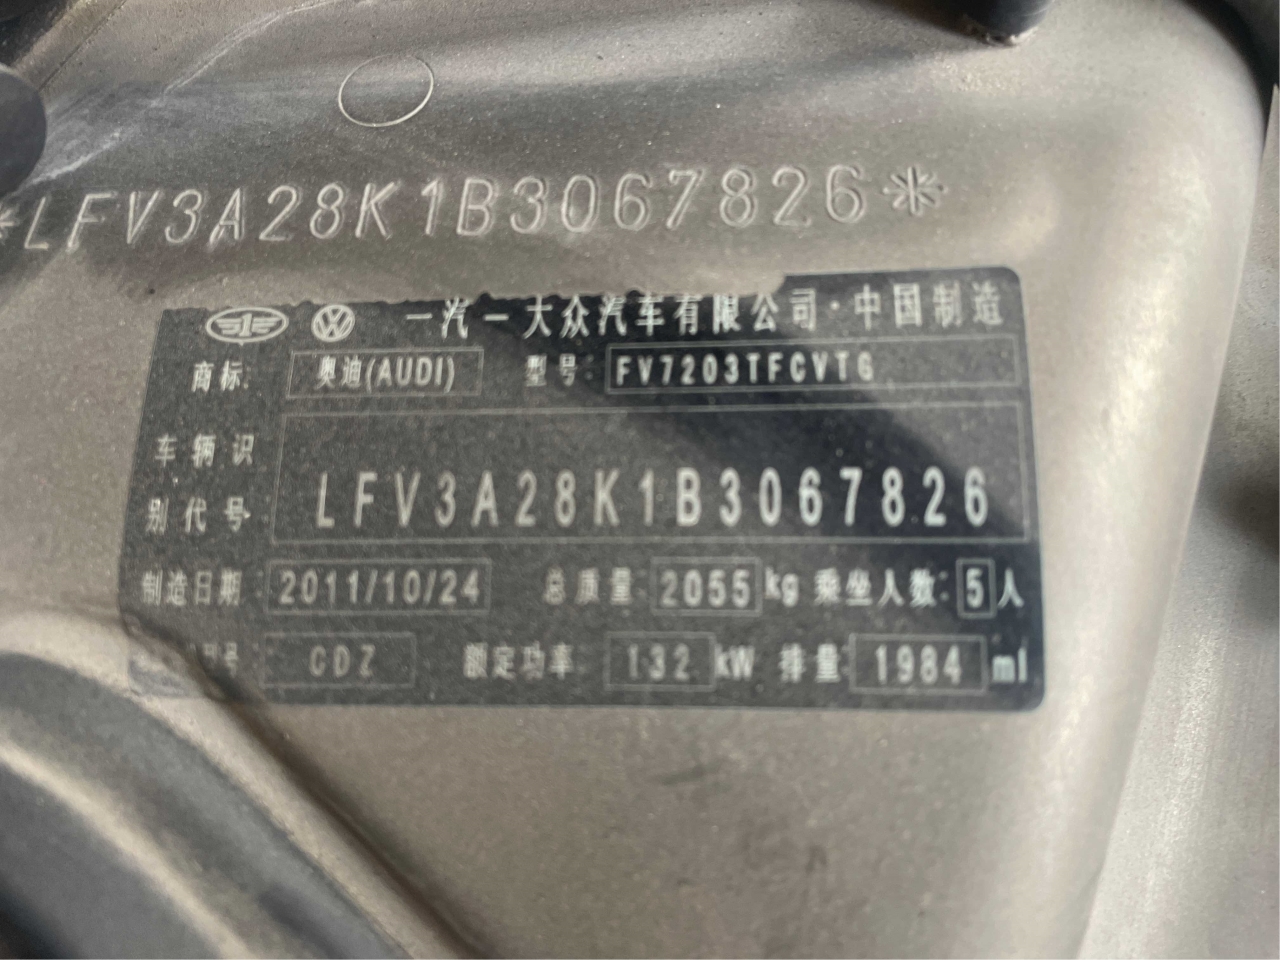 *LFV3A28K1B3067826*
一汽一大众汽车有限公司·中国制造
商标: 奥迪(AUDI) 型号: FV7203TFCVTG
车辆识
别代号: LFV3A28K1B3067826
制造日期: 2011/10/24 总质量: 2055 kg 乘坐人数: 5 人
号 CDZ 额定功率 132 kW 排量: 1984 ml